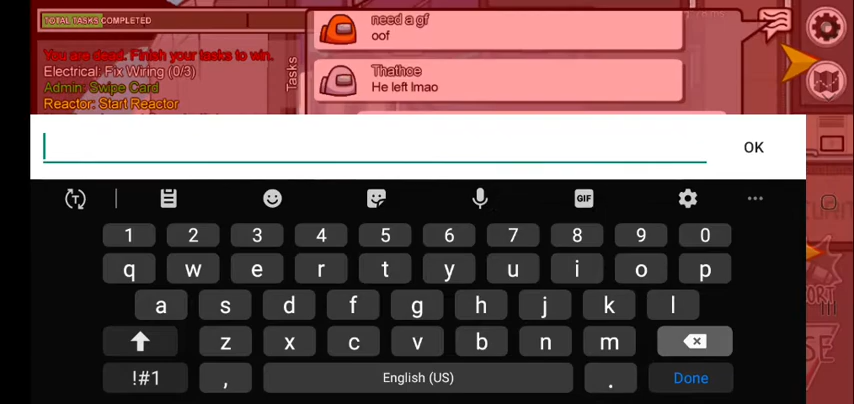 TOTAL TASKS COMPLETED
need a gf
oof
You are dead. Finish your tasks to win.
Electrical: Fix Wiring (0/3)
Admin: Swipe Card
Reactor: Start Reactor
Tasks
Thathoe
He left lmao
OK
GIF
1 2 3 4 5 6 7 8 9 0
q w e r t y u i o p
a s d f g h j k l
z x c v b n m
!#1 , English (US) . Done